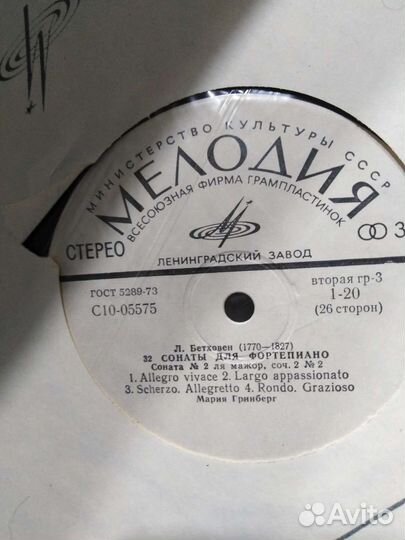 МИНИСТЕРСТВО КУЛЬТУРЫ СССР
МЕЛОДИЯ
ВСЕСОЮЗНАЯ ФИРМА ГРАМПЛАСТИНОК
СТЕРЕО
З
ЛЕНИНГРАДСКИЙ ЗАВОД
ГОСТ 5289-73
вторая гр-3
С10-05575
1-20
(26 сторон)
Л. Бетховен (1770—1827)
32 СОНАТЫ ДЛЯ ФОРТЕПИАНО
Соната № 2 ля мажор, соч. 2 № 2
1. Allegro vivace 2. Largo appassionato
3. Scherzo. Allegretto 4. Rondo. Grazioso
Мария Гринберг
Avito